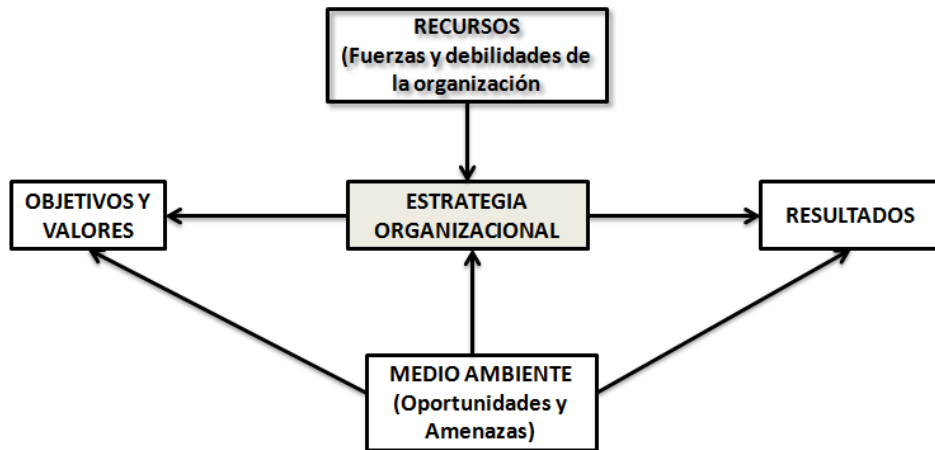 RECURSOS
(Fuerzas y debilidades de
la organización
OBJETIVOS Y
VALORES
ESTRATEGIA
ORGANIZACIONAL
RESULTADOS
MEDIO AMBIENTE
(Oportunidades y
Amenazas)